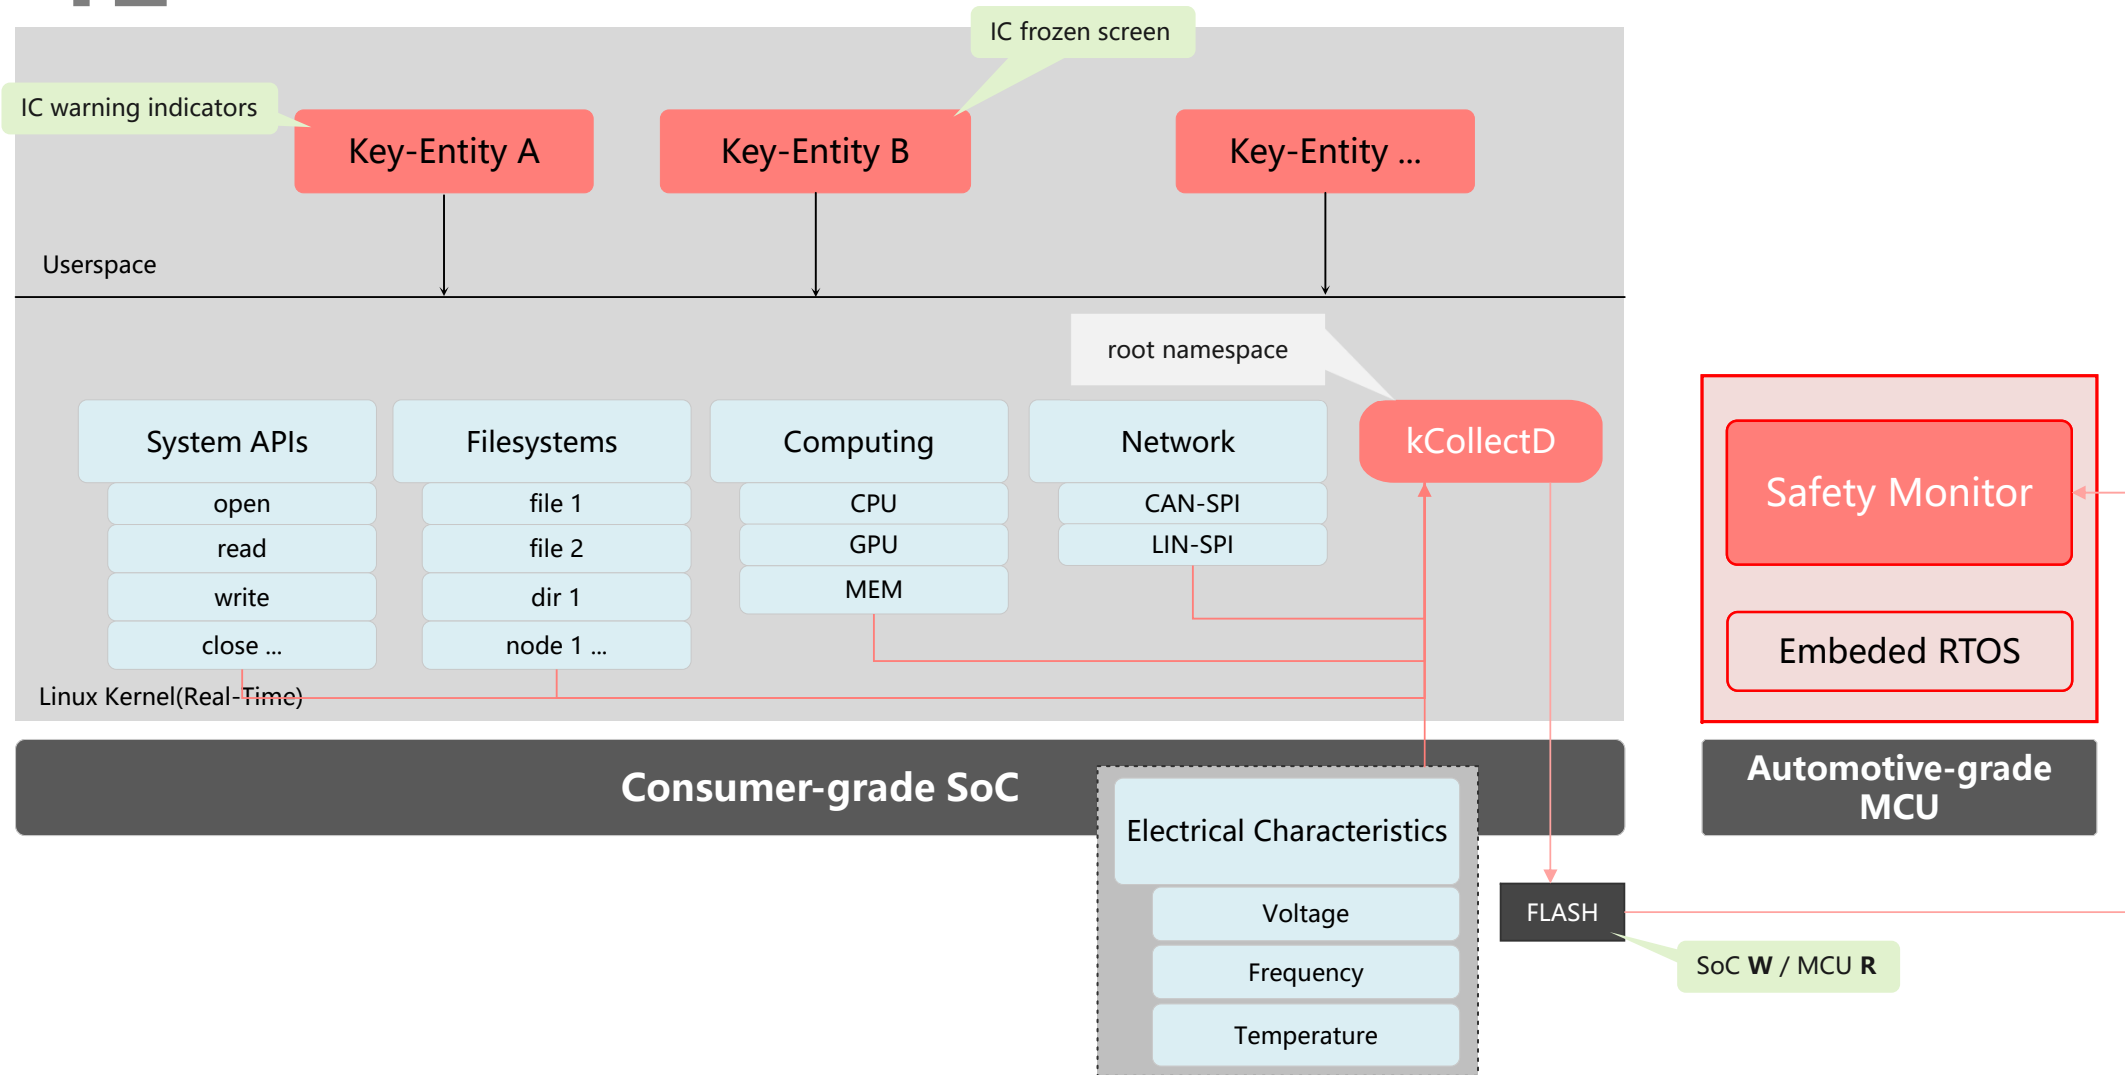 IC frozen screen
IC warning indicators
Key-Entity A
Key-Entity B
Key-Entity ...
Userspace
root namespace
System APIs
open
read
write
close ...
Filesystems
file 1
file 2
dir 1
node 1 ...
Computing
CPU
GPU
MEM
Network
CAN-SPI
LIN-SPI
kCollectD
Linux Kernel(Real-Time)
Safety Monitor
Embeded RTOS
Consumer-grade SoC
Automotive-grade
MCU
Electrical Characteristics
Voltage
Frequency
Temperature
FLASH
SoC W / MCU R